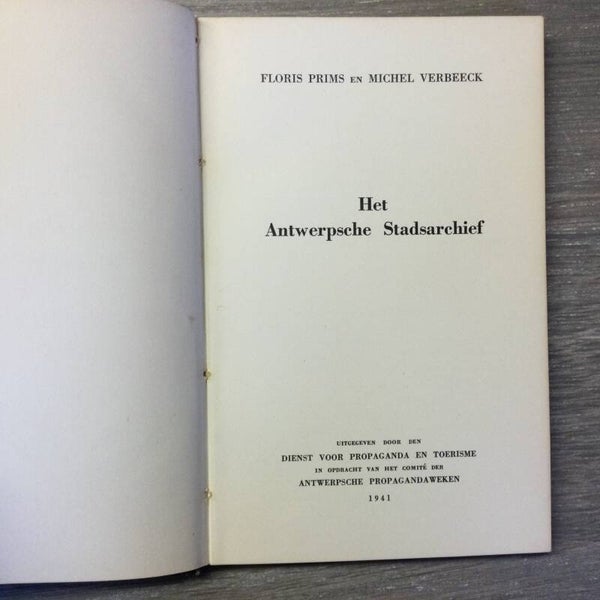 FLORIS PRIMS EN MICHEL VERBEECK
Het
Antwerpsche Stadsarchief
UITGEGEVEN DOOR DEN
DIENST VOOR PROPAGANDA EN TOERISME
IN OPDRACHT VAN HET COMITÉ DER
ANTWERPSCHE PROPAGANDAWEKEN
1941